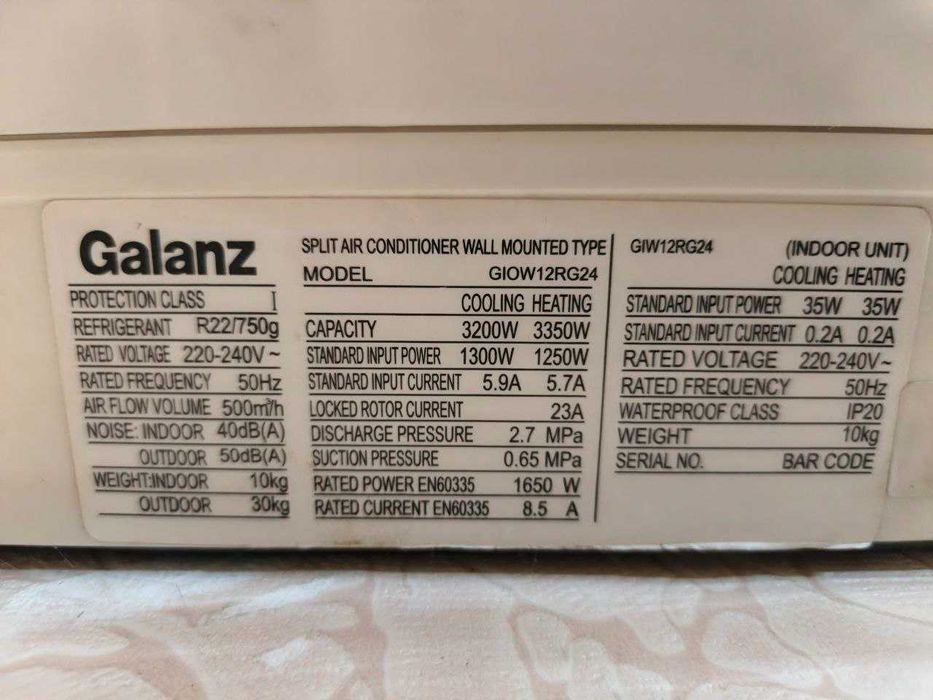 Galanz
PROTECTION CLASS I
REFRIGERANT R22/750g
RATED VOLTAGE 220-240V~
RATED FREQUENCY 50Hz
AIR FLOW VOLUME 500m³/h
NOISE: INDOOR 40dB(A)
OUTDOOR 50dB(A)
WEIGHT:INDOOR 10kg
OUTDOOR 30kg
SPLIT AIR CONDITIONER WALL MOUNTED TYPE
MODEL GIOW12RG24
COOLING HEATING
CAPACITY 3200W 3350W
STANDARD INPUT POWER 1300W 1250W
STANDARD INPUT CURRENT 5.9A 5.7A
LOCKED ROTOR CURRENT 23A
DISCHARGE PRESSURE 2.7 MPa
SUCTION PRESSURE 0.65 MPa
RATED POWER EN60335 1650 W
RATED CURRENT EN60335 8.5 A
GIW12RG24 (INDOOR UNIT)
COOLING HEATING
STANDARD INPUT POWER 35W 35W
STANDARD INPUT CURRENT 0.2A 0.2A
RATED VOLTAGE 220-240V~
RATED FREQUENCY 50Hz
WATERPROOF CLASS IP20
WEIGHT 10kg
SERIAL NO. BAR CODE